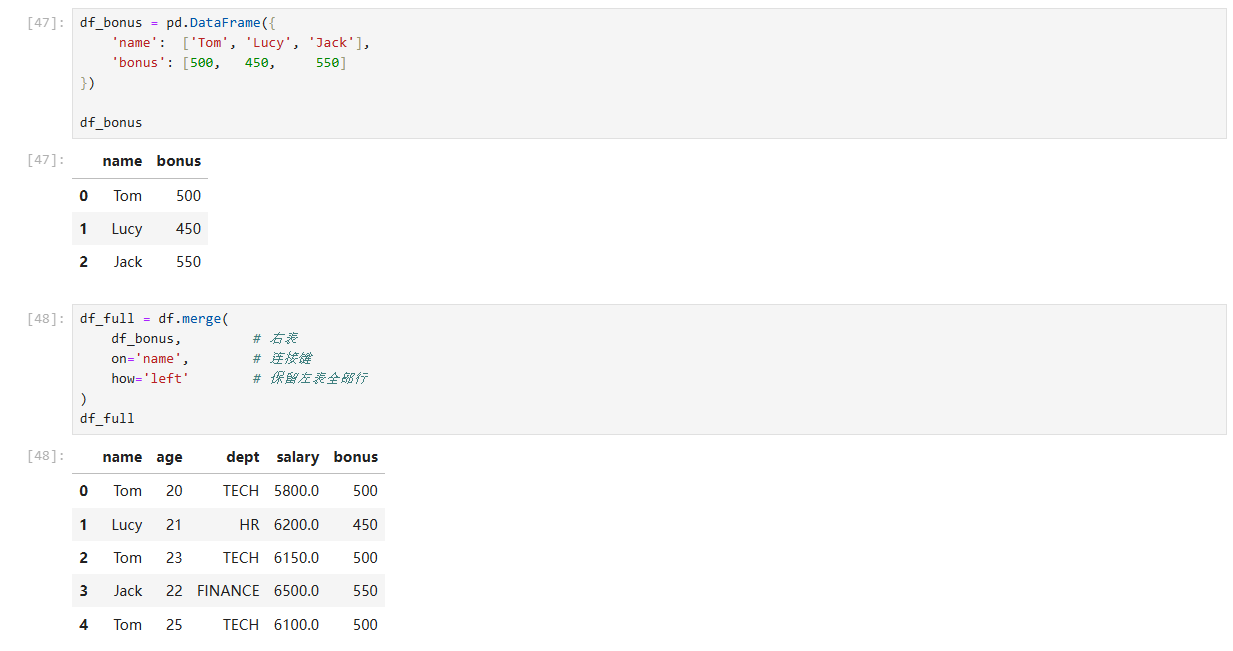 [47]: df_bonus = pd.DataFrame({
'name':  ['Tom', 'Lucy', 'Jack'],
'bonus': [500,   450,     550]
})
df_bonus
[47]: name bonus
0 Tom 500
1 Lucy 450
2 Jack 550
[48]: df_full = df.merge(
df_bonus,         # 右表
on='name',        # 连接键
how='left'        # 保留左表全部行
)
df_full
[48]: name age dept salary bonus
0 Tom 20 TECH 5800.0 500
1 Lucy 21 HR 6200.0 450
2 Tom 23 TECH 6150.0 500
3 Jack 22 FINANCE 6500.0 550
4 Tom 25 TECH 6100.0 500